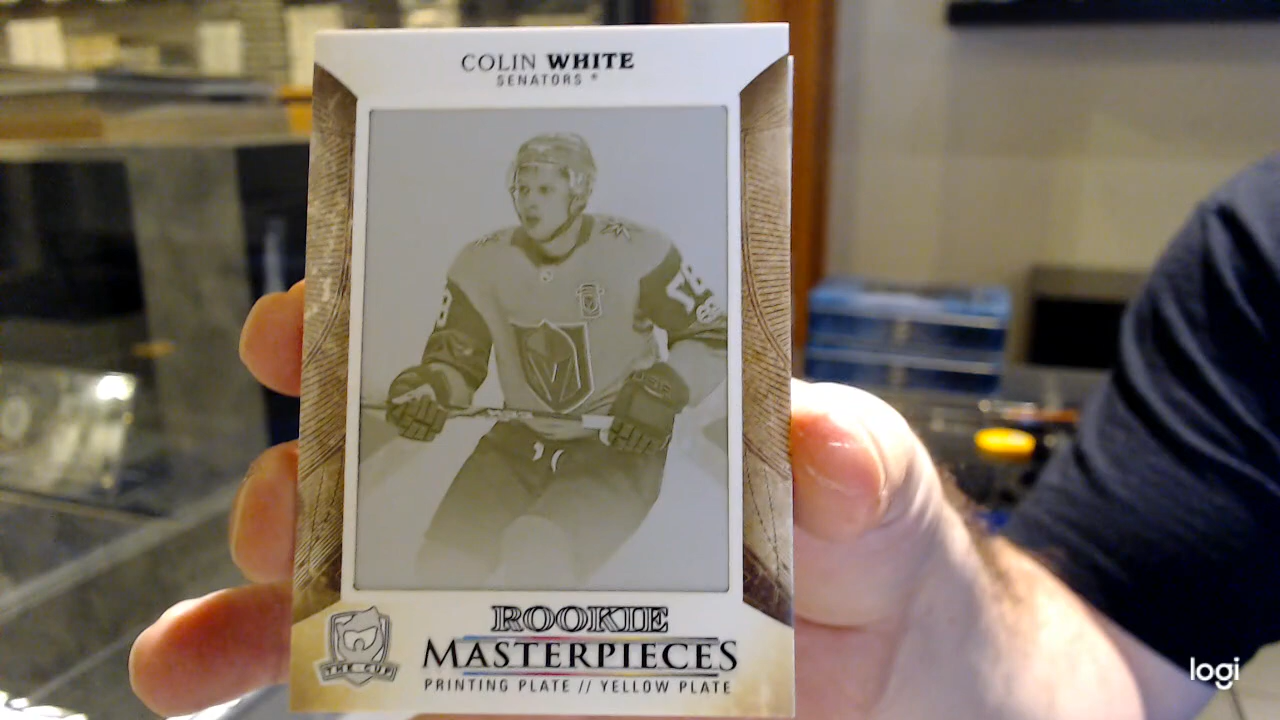 COLIN WHITE
SENATORS
ROOKIE
MASTERPIECES
THE CUP
PRINTING PLATE // YELLOW PLATE
logi